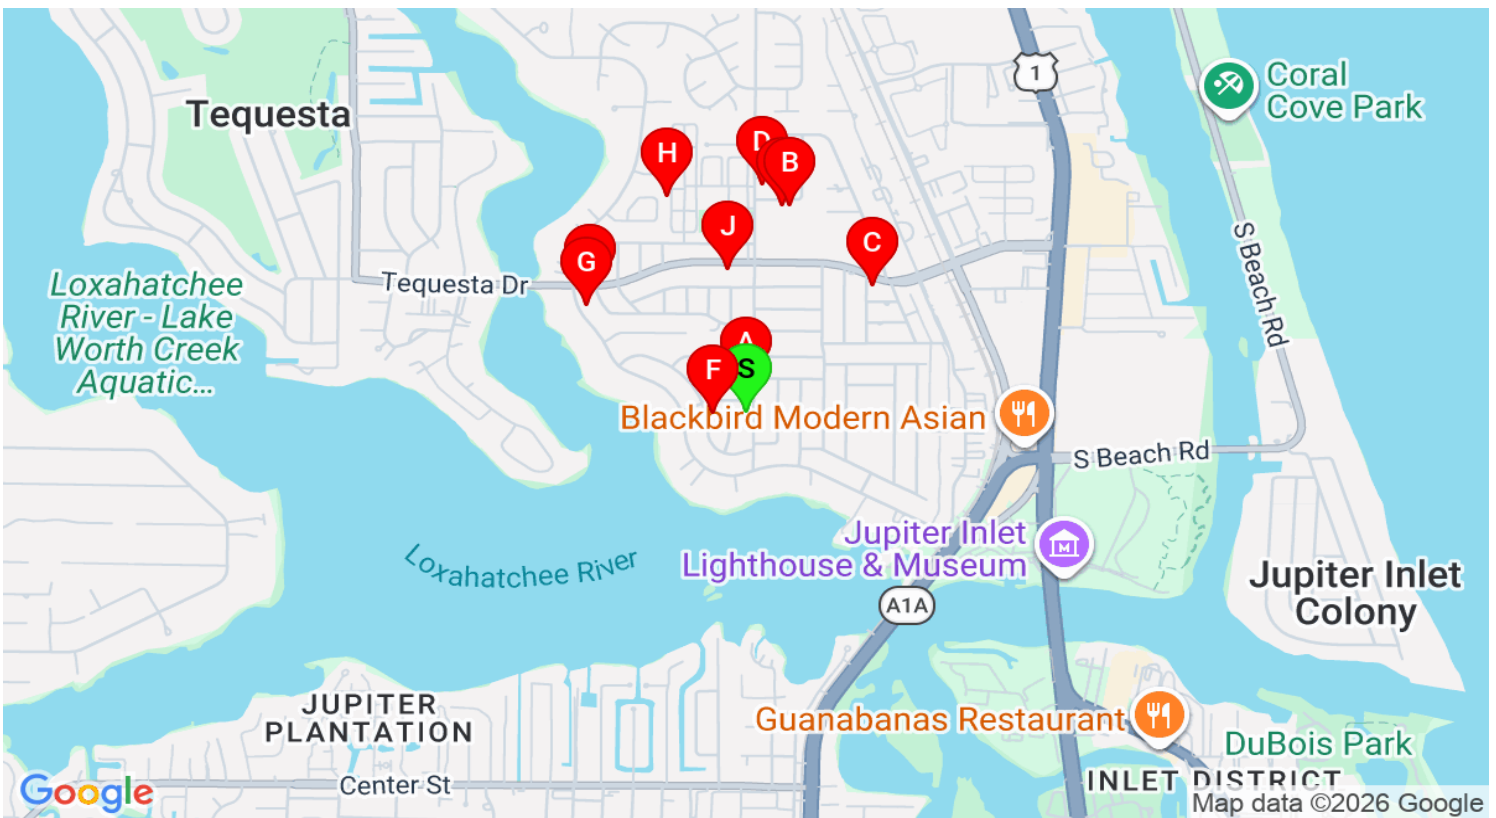 1
Coral
Cove Park
Tequesta
D
H
B
J
C
S Beach Rd
G
Tequesta Dr
Loxahatchee
River - Lake
Worth Creek
Aquatic...
A
F
S
Blackbird Modern Asian
S Beach Rd
Jupiter Inlet
Lighthouse & Museum
Loxahatchee River
Jupiter Inlet
Colony
A1A
JUPITER
PLANTATION
Guanabanas Restaurant
DuBois Park
Center St
INLET DISTRICT
Google
Map data ©2026 Google